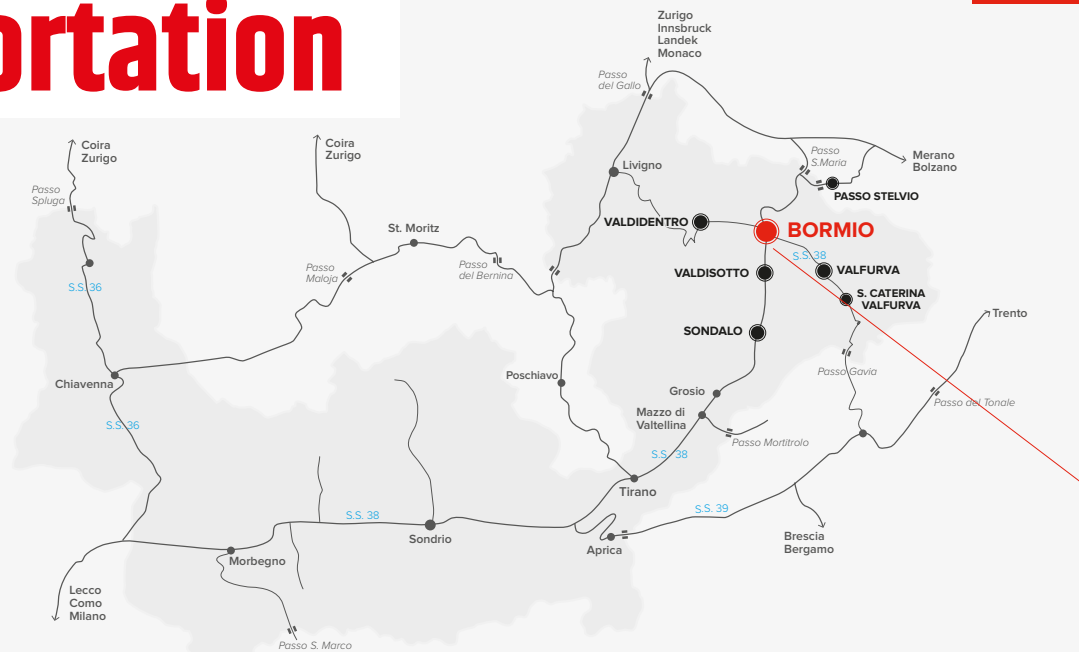 ortation
Zurigo
Innsbruck
Landek
Monaco
Passo
del Gallo
Coira
Zurigo
Coira
Zurigo
Passo
S.Maria
Merano
Bolzano
Livigno
Passo
Spluga
PASSO STELVIO
St. Moritz
VALDIDENTRO
BORMIO
Passo
Maloja
Passo
del Bernina
S.S. 38
S.S. 36
VALDISOTTO
VALFURVA
S. CATERINA
VALFURVA
Trento
SONDALO
Chiavenna
Poschiavo
Passo Gavia
Grosio
Passo del Tonale
Mazzo di
Valtellina
S.S. 36
Passo Mortitrolo
S.S. 38
Tirano
S.S. 38
S.S. 39
Sondrio
Aprica
Brescia
Bergamo
Morbegno
Lecco
Como
Milano
Passo S. Marco